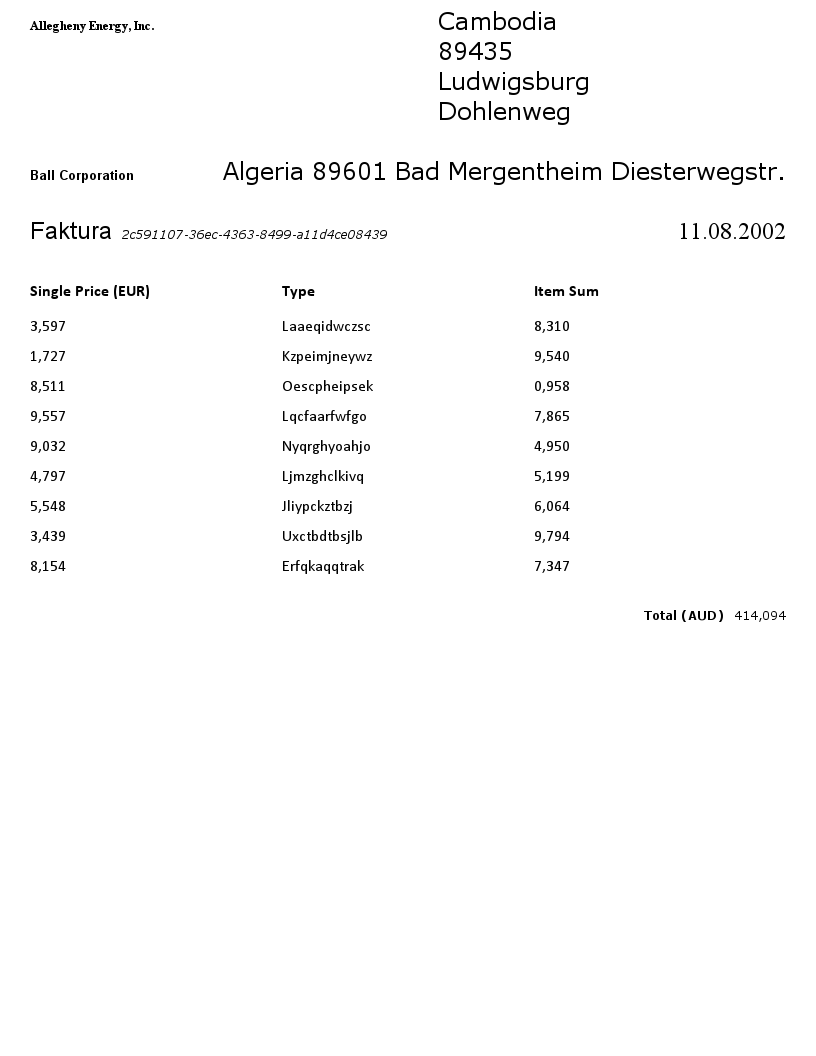 Allegheny Energy, Inc.
Cambodia
89435
Ludwigsburg
Dohlenweg
Ball Corporation Algeria 89601 Bad Mergentheim Diesterwegstr.
Faktura 2c591107-36ec-4363-8499-a11d4ce08439 11.08.2002
Single Price (EUR) Type Item Sum
3,597 Laaeqidwczsc 8,310
1,727 Kzpeimjneywz 9,540
8,511 Oescpheipsek 0,958
9,557 Lqcfaarfwfgo 7,865
9,032 Nyqrghyoahjo 4,950
4,797 Ljmzghclkivq 5,199
5,548 Jliypckztbzj 6,064
3,439 Uxctbdtbsjlb 9,794
8,154 Erfqkaqqtrak 7,347
Total (AUD) 414,094